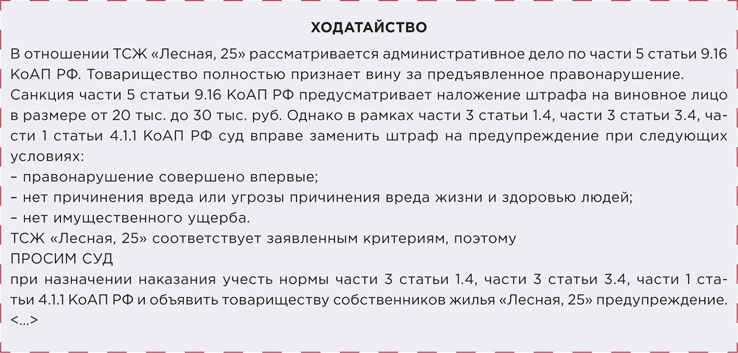 ХОДАТАЙСТВО
В отношении ТСЖ «Лесная, 25» рассматривается административное дело по части 5 статьи 9.16
КоАП РФ. Товарищество полностью признает вину за предъявленное правонарушение.
Санкция части 5 статьи 9.16 КоАП РФ предусматривает наложение штрафа на виновное лицо
в размере от 20 тыс. до 30 тыс. руб. Однако в рамках части 3 статьи 1.4, части 3 статьи 3.4, ча-
сти 1 статьи 4.1.1 КоАП РФ суд вправе заменить штраф на предупреждение при следующих
условиях:
– правонарушение совершено впервые;
– нет причинения вреда или угрозы причинения вреда жизни и здоровью людей;
– нет имущественного ущерба.
ТСЖ «Лесная, 25» соответствует заявленным критериям, поэтому
ПРОСИМ СУД
при назначении наказания учесть нормы части 3 статьи 1.4, части 3 статьи 3.4, части 1 ста-
тьи 4.1.1 КоАП РФ и объявить товариществу собственников жилья «Лесная, 25» предупреждение.
<...>